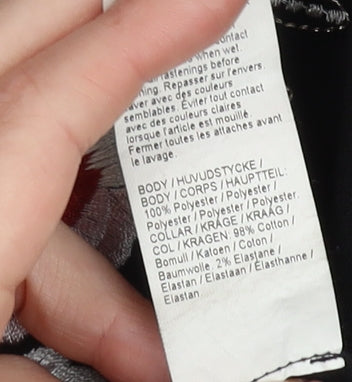 contact
when wet.
fastenings before
Repasser sur l'envers.
aver avec des couleurs
semblables. Éviter tout contact
avec des couleurs claires
lorsque l'article est mouillé.
Fermer toutes les attaches avant
le lavage.
BODY / HUVUDSTYCKE /
BODY / CORPS / HAUPTTEIL:
100% Polyester / Polyester /
Polyester / Polyester / Polyester.
COLLAR / KRAGE / KRAAG /
COL / KRAGEN: 98% Cotton /
Bomull / Katoen / Coton /
Baumwolle. 2% Elastane /
Elastan / Elastaan / Élasthanne /
Elastan